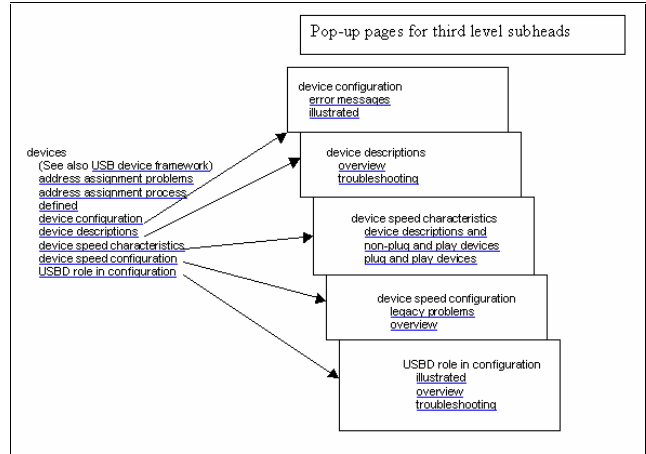 Pop-up pages for third level subheads
device configuration
error messages
illustrated
devices
(See also USB device framework)
address assignment problems
address assignment process
defined
device configuration
device descriptions
device speed characteristics
device speed configuration
USBD role in configuration
device descriptions
overview
troubleshooting
device speed characteristics
device descriptions and
non-plug and play devices
plug and play devices
device speed configuration
legacy problems
overview
USBD role in configuration
illustrated
overview
troubleshooting